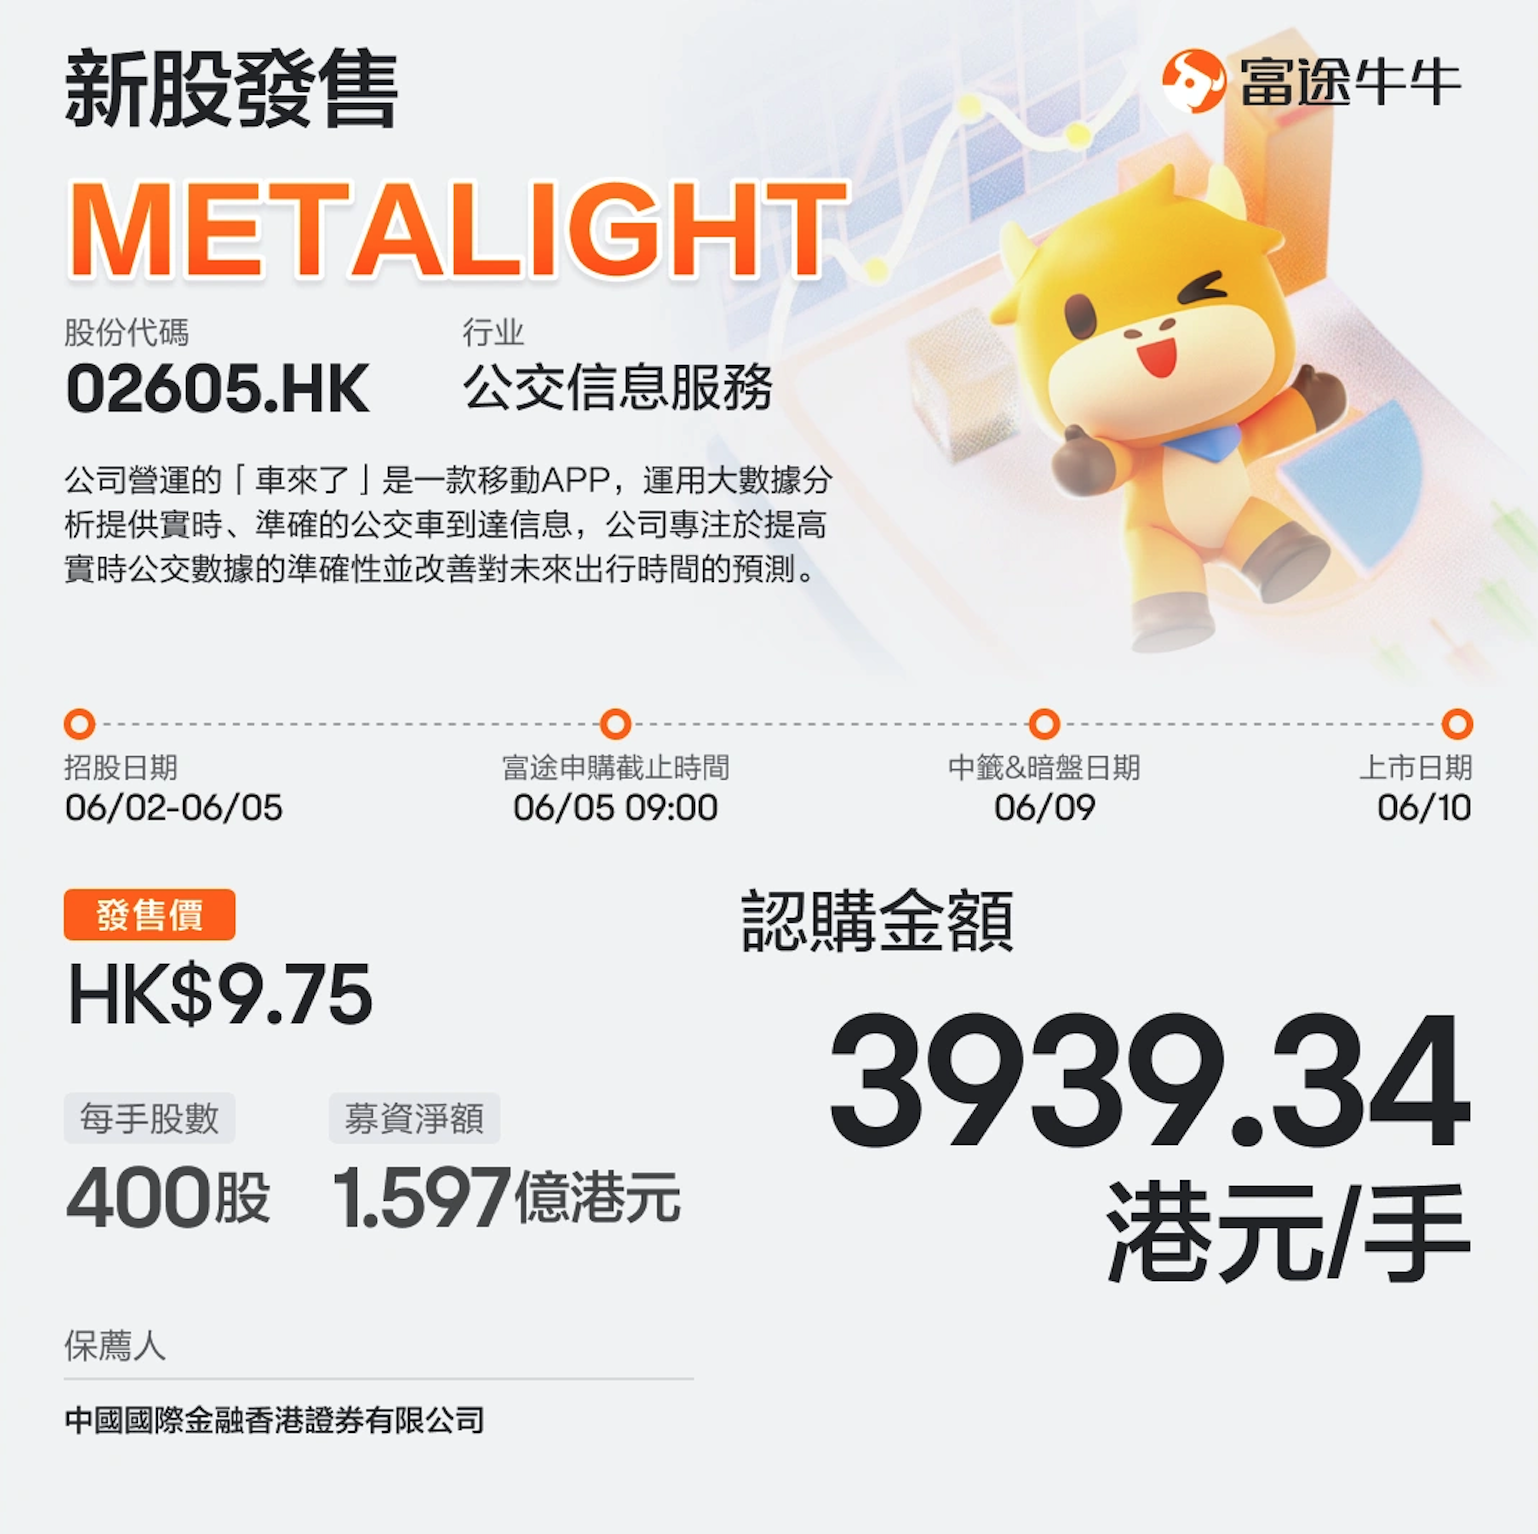 新股發售
富途牛牛
METALIGHT
股份代碼
行业
02605.HK
公交信息服務
公司營運的「車來了」是一款移動APP，運用大數據分
析提供實時、準確的公交車到達信息，公司專注於提高
實時公交數據的準確性並改善對未來出行時間的預測。
招股日期
06/02-06/05
富途申購截止時間
06/05 09:00
中籤&暗盤日期
06/09
上市日期
06/10
發售價
HK$9.75
認購金額
3939.34
港元/手
每手股數
400股
募資淨額
1.597億港元
保薦人
中國國際金融香港證券有限公司